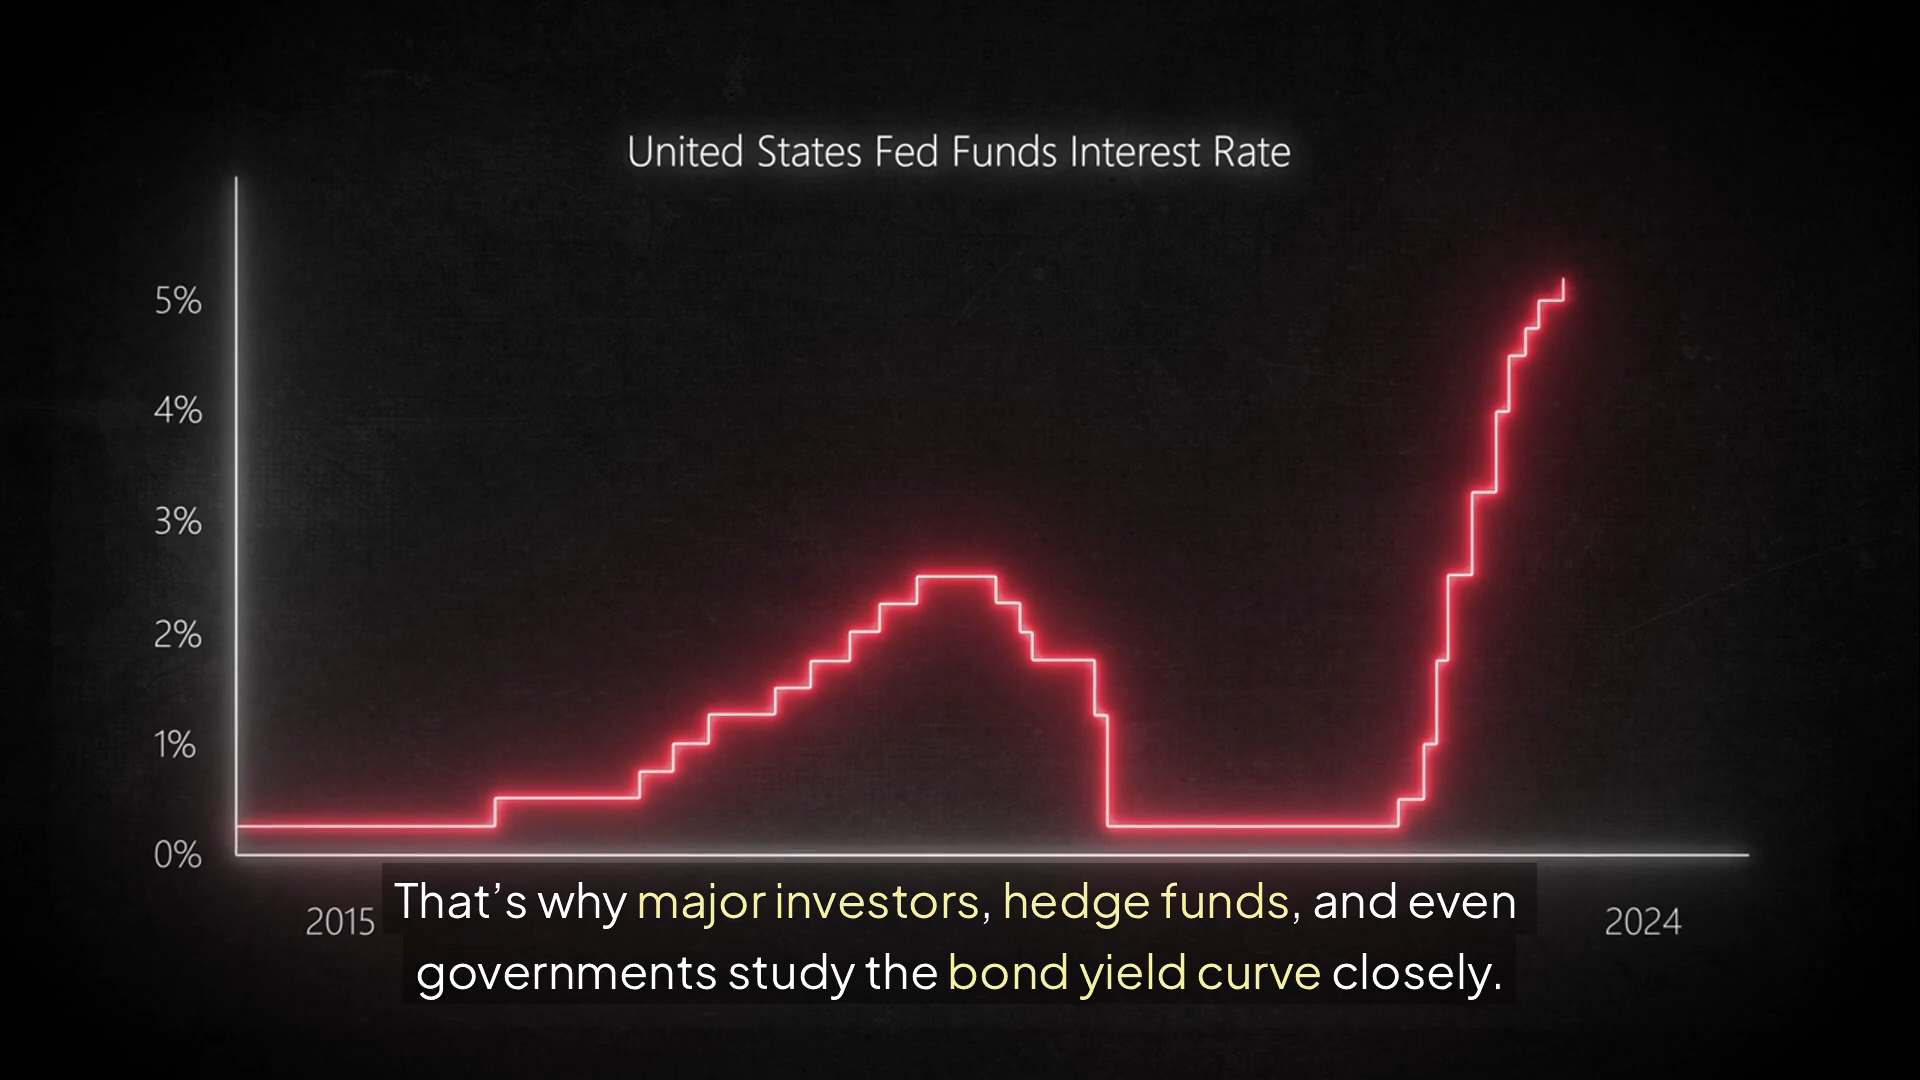 United States Fed Funds Interest Rate
5%
4%
3%
2%
1%
0%
2015
2024
That’s why major investors, hedge funds, and even
governments study the bond yield curve closely.